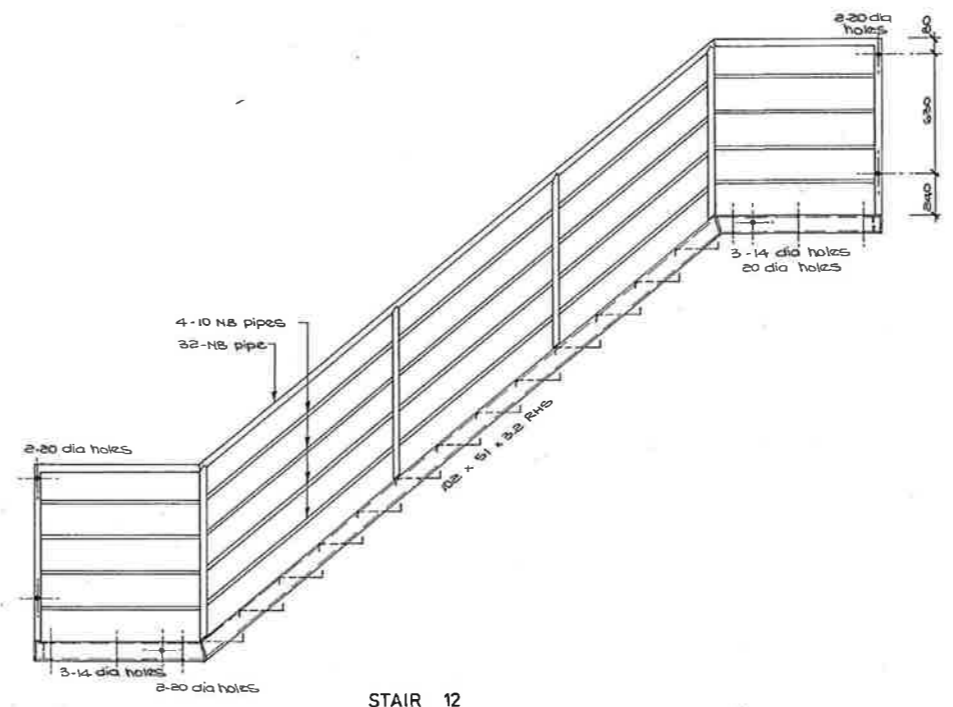 2-20 dia
holes
80
630
240
3-14 dia holes
20 dia holes
4-10 NB pipes
32-NB pipe
102 x 51 x 3.2 RHS
2-20 dia holes
3-14 dia holes
2-20 dia holes
STAIR 12